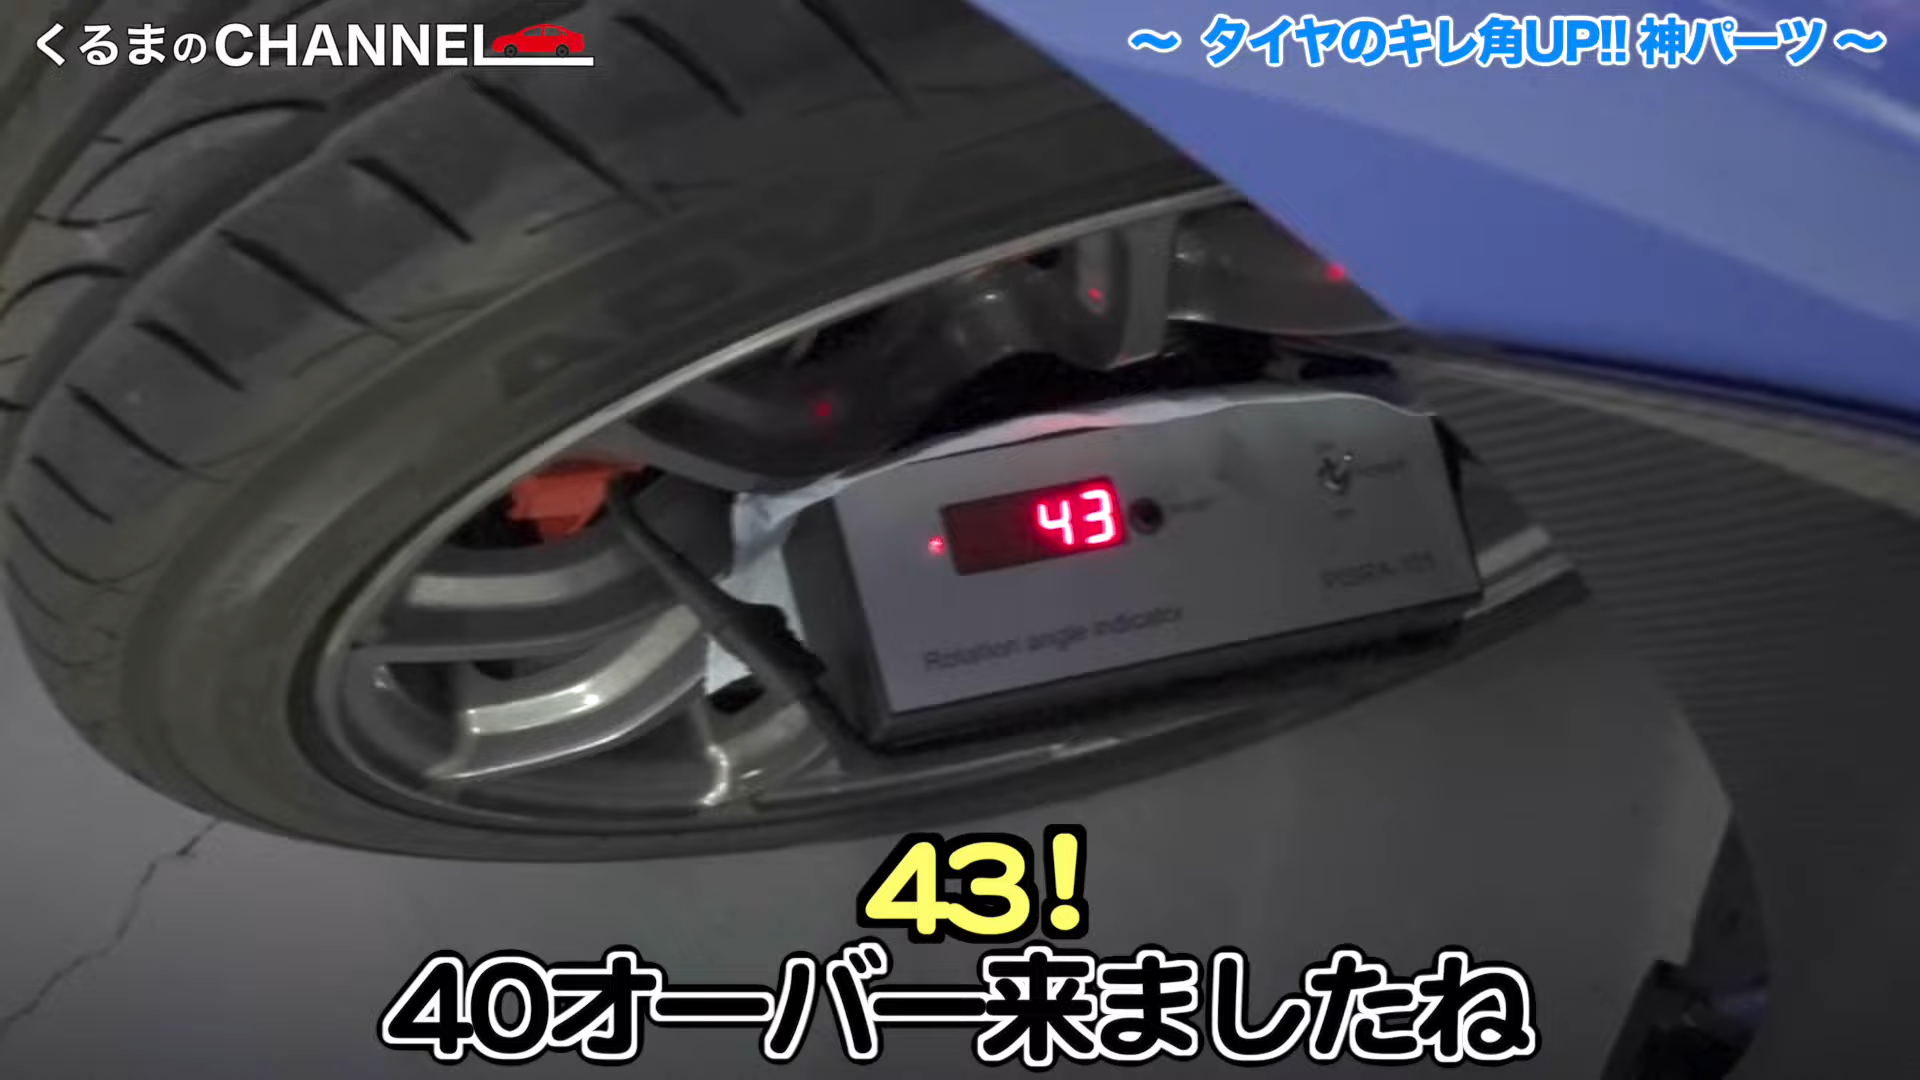 くるまのCHANNEL
～ タイヤのキレ角UP!! 神パーツ ～
43
Rotation angle indicator
43!
40オーバー来ましたね